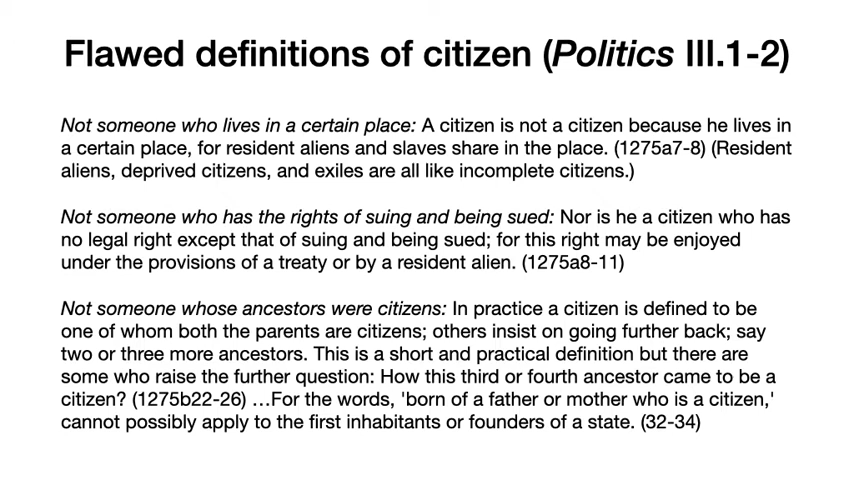 Flawed definitions of citizen (Politics III.1-2)
Not someone who lives in a certain place: A citizen is not a citizen because he lives in
a certain place, for resident aliens and slaves share in the place. (1275a7-8) (Resident
aliens, deprived citizens, and exiles are all like incomplete citizens.)
Not someone who has the rights of suing and being sued: Nor is he a citizen who has
no legal right except that of suing and being sued; for this right may be enjoyed
under the provisions of a treaty or by a resident alien. (1275a8-11)
Not someone whose ancestors were citizens: In practice a citizen is defined to be
one of whom both the parents are citizens; others insist on going further back; say
two or three more ancestors. This is a short and practical definition but there are
some who raise the further question: How this third or fourth ancestor came to be a
citizen? (1275b22-26) …For the words, 'born of a father or mother who is a citizen,'
cannot possibly apply to the first inhabitants or founders of a state. (32-34)